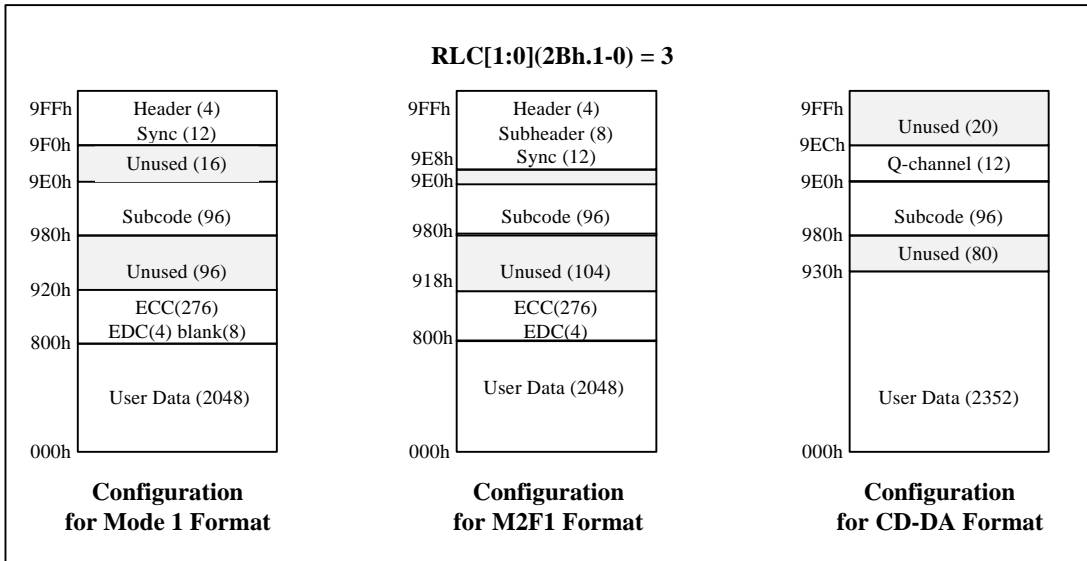 RLC[1:0](2Bh.1-0) = 3
9FFh
Header (4)
Sync (12)
9F0h
Unused (16)
9E0h
Subcode (96)
980h
Unused (96)
920h
ECC(276)
EDC(4) blank(8)
800h
User Data (2048)
000h
Configuration
for Mode 1 Format
9FFh
Header (4)
Subheader (8)
9E8h
Sync (12)
9E0h
Subcode (96)
980h
Unused (104)
918h
ECC(276)
EDC(4)
800h
User Data (2048)
000h
Configuration
for M2F1 Format
9FFh
Unused (20)
9ECh
Q-channel (12)
9E0h
Subcode (96)
980h
Unused (80)
930h
User Data (2352)
000h
Configuration
for CD-DA Format